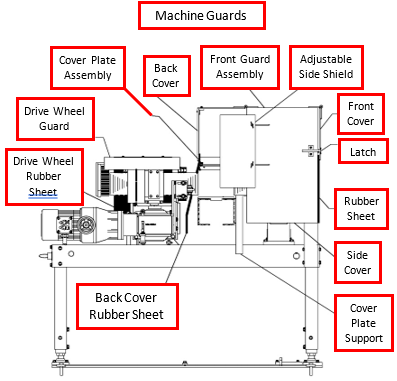 Machine Guards
Cover Plate
Assembly
Back
Cover
Front Guard
Assembly
Adjustable
Side Shield
Drive Wheel
Guard
Front
Cover
Latch
Drive Wheel
Rubber
Sheet
Rubber
Sheet
Side
Cover
Back Cover
Rubber Sheet
Cover
Plate
Support